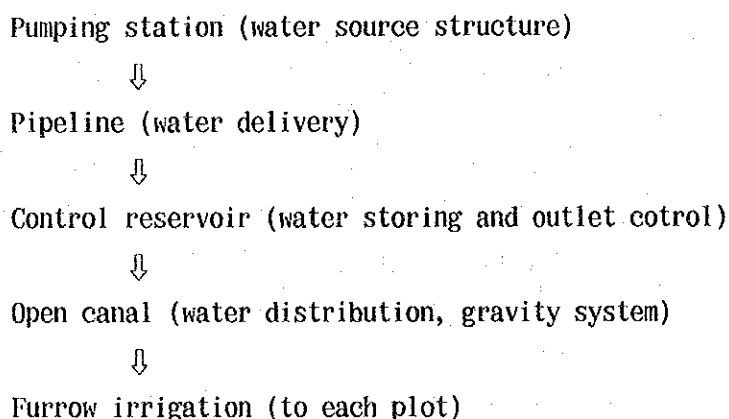 Pumping station (water source structure)
⇩
Pipeline (water delivery)
⇩
Control reservoir (water storing and outlet cotrol)
⇩
Open canal (water distribution, gravity system)
⇩
Furrow irrigation (to each plot)